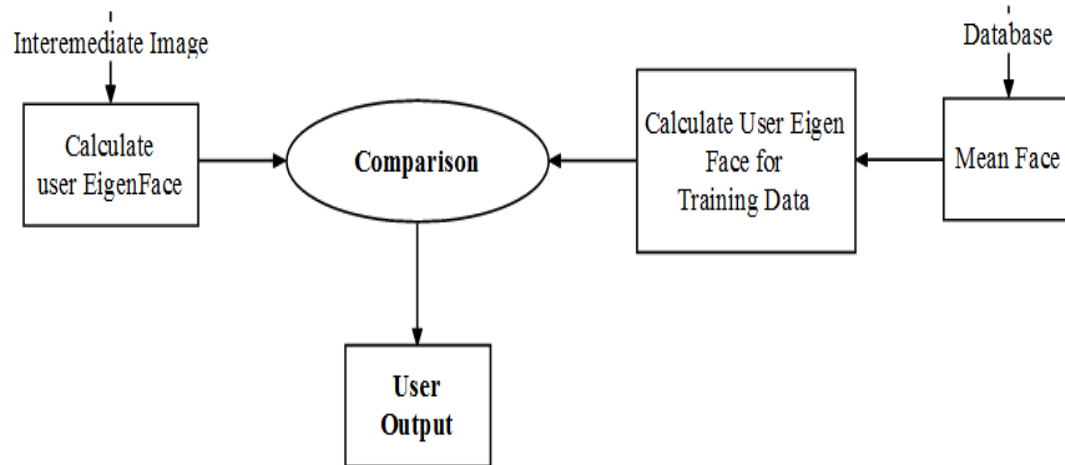 Interemediate Image
Database
Calculate
user EigenFace
Comparison
Calculate User Eigen
Face for
Training Data
Mean Face
User
Output